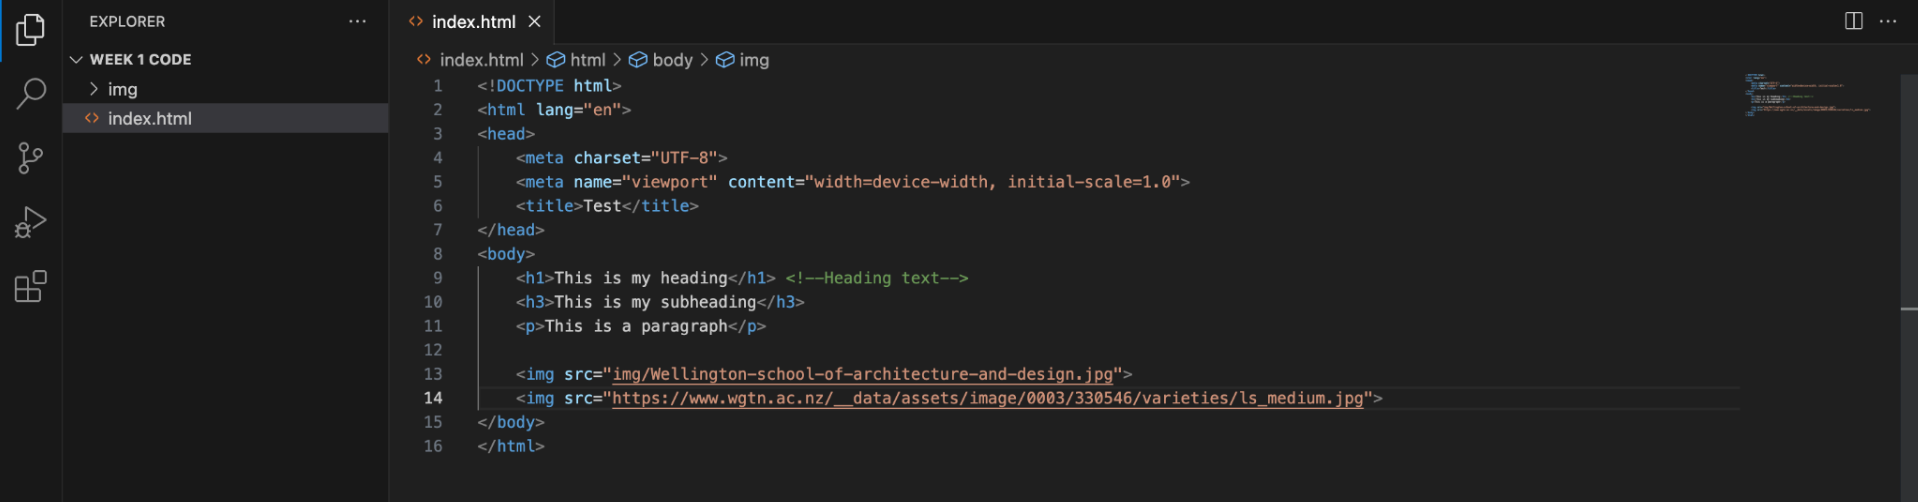 EXPLORER
WEEK 1 CODE
img
index.html
index.html
index.html > html > body > img
1 <!DOCTYPE html>
2 <html lang="en">
3 <head>
4 <meta charset="UTF-8">
5 <meta name="viewport" content="width=device-width, initial-scale=1.0">
6 <title>Test</title>
7 </head>
8 <body>
9 <h1>This is my heading</h1> <!--Heading text-->
10 <h3>This is my subheading</h3>
11 <p>This is a paragraph</p>
12
13 <img src="img/Wellington-school-of-architecture-and-design.jpg">
14 <img src="https://www.wgtn.ac.nz/__data/assets/image/0003/330546/varieties/ls_medium.jpg">
15 </body>
16 </html>